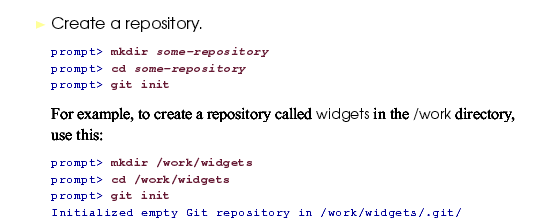 Create a repository.
prompt> mkdir some-repository
prompt> cd some-repository
prompt> git init
For example, to create a repository called widgets in the /work directory,
use this:
prompt> mkdir /work/widgets
prompt> cd /work/widgets
prompt> git init
Initialized empty Git repository in /work/widgets/.git/